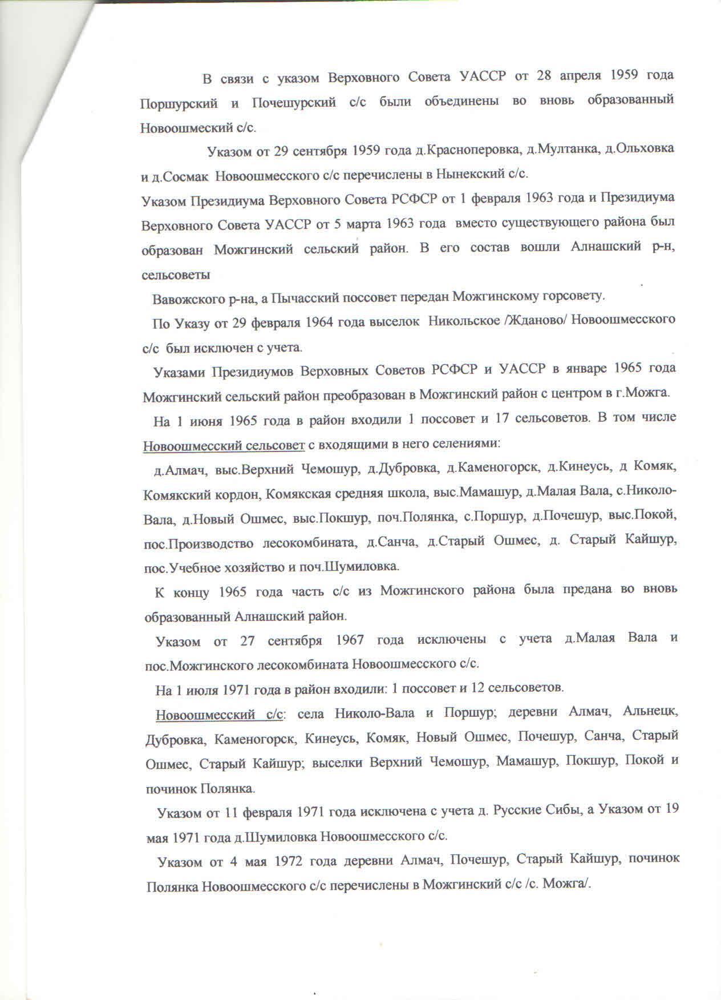 В связи с указом Верховного Совета УАССР от 28 апреля 1959 года
Поршурский и Почешурский с/с были объединены во вновь образованный
Новоошмеский с/с.
Указом от 29 сентября 1959 года д.Красноперовка, д.Мултанка, д.Ольховка
и д.Сосмак Новоошмесского с/с перечислены в Нынекский с/с.
Указом Президиума Верховного Совета РСФСР от 1 февраля 1963 года и Президиума
Верховного Совета УАССР от 5 марта 1963 года вместо существующего района был
образован Можгинский сельский район. В его состав вошли Алнашский р-н,
сельсоветы
Вавожского р-на, а Пычасский поссовет передан Можгинскому горсовету.
По Указу от 29 февраля 1964 года выселок Никольское /Жданово/ Новоошмесского
с/с был исключен с учета.
Указами Президиумов Верховных Советов РСФСР и УАССР в январе 1965 года
Можгинский сельский район преобразован в Можгинский район с центром в г.Можга.
На 1 июня 1965 года в район входили 1 поссовет и 17 сельсоветов. В том числе
Новоошмесский сельсовет с входящими в него селениями:
д.Алмач, выс.Верхний Чемошур, д.Дубровка, д.Каменогорск, д.Кинеусь, д Комяк,
Комякский кордон, Комякская средняя школа, выс.Мамашур, д.Малая Вала, с.Николо-
Вала, д.Новый Ошмес, выс.Покшур, поч.Полянка, с.Поршур, д.Почешур, выс.Покой,
пос.Производство лесокомбината, д.Санча, д.Старый Ошмес, д. Старый Кайшур,
пос.Учебное хозяйство и поч.Шумиловка.
К концу 1965 года часть с/с из Можгинского района была предана во вновь
образованный Алнашский район.
Указом от 27 сентября 1967 года исключены с учета д.Малая Вала и
пос.Можгинского лесокомбината Новоошмесского с/с.
На 1 июля 1971 года в район входили: 1 поссовет и 12 сельсоветов.
Новоошмесский с/с: села Николо-Вала и Поршур; деревни Алмач, Альнецк,
Дубровка, Каменогорск, Кинеусь, Комяк, Новый Ошмес, Почешур, Санча, Старый
Ошмес, Старый Кайшур; выселки Верхний Чемошур, Мамашур, Покшур, Покой и
починок Полянка.
Указом от 11 февраля 1971 года исключена с учета д. Русские Сибы, а Указом от 19
мая 1971 года д.Шумиловка Новоошмесского с/с.
Указом от 4 мая 1972 года деревни Алмач, Почешур, Старый Кайшур, починок
Полянка Новоошмесского с/с перечислены в Можгинский с/с /с. Можга/.